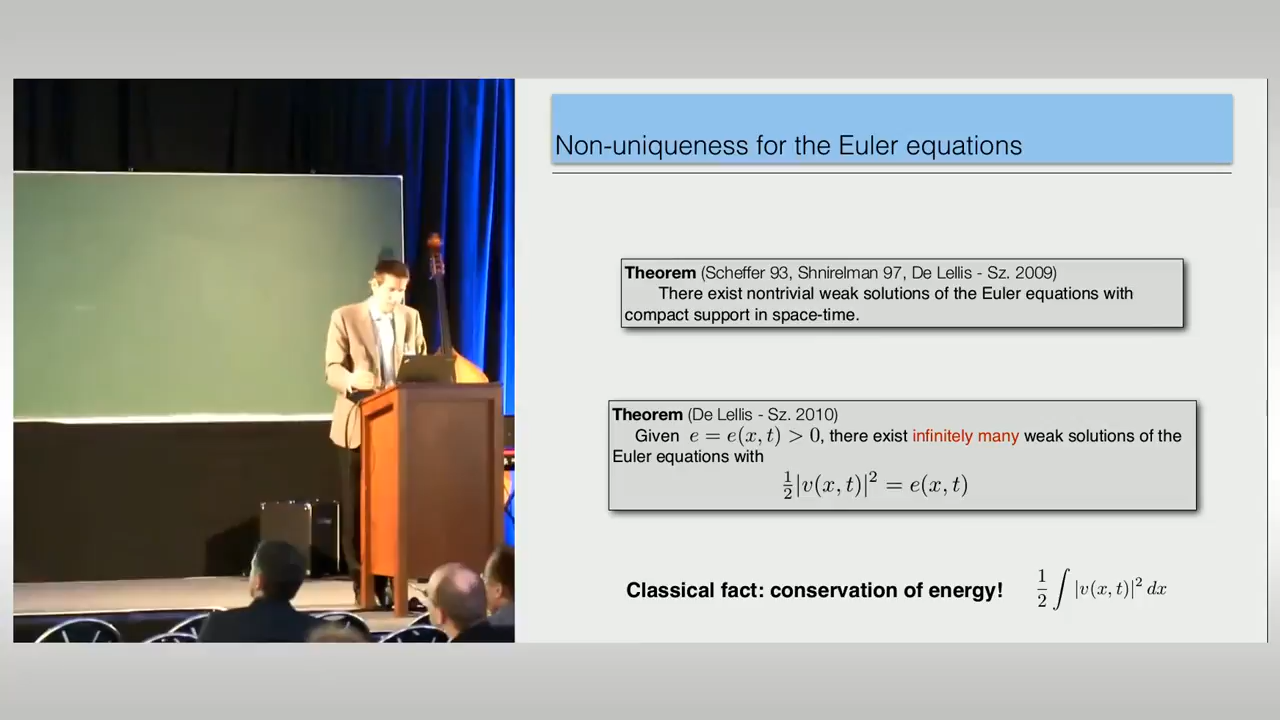 Non-uniqueness for the Euler equations
Theorem (Scheffer 93, Shnirelman 97, De Lellis - Sz. 2009)
There exist nontrivial weak solutions of the Euler equations with
compact support in space-time.
Theorem (De Lellis - Sz. 2010)
Given e = e(x, t) > 0, there exist infinitely many weak solutions of the
Euler equations with
½|v(x, t)|² = e(x, t)
Classical fact: conservation of energy! 1/2 ∫ |v(x, t)|² dx